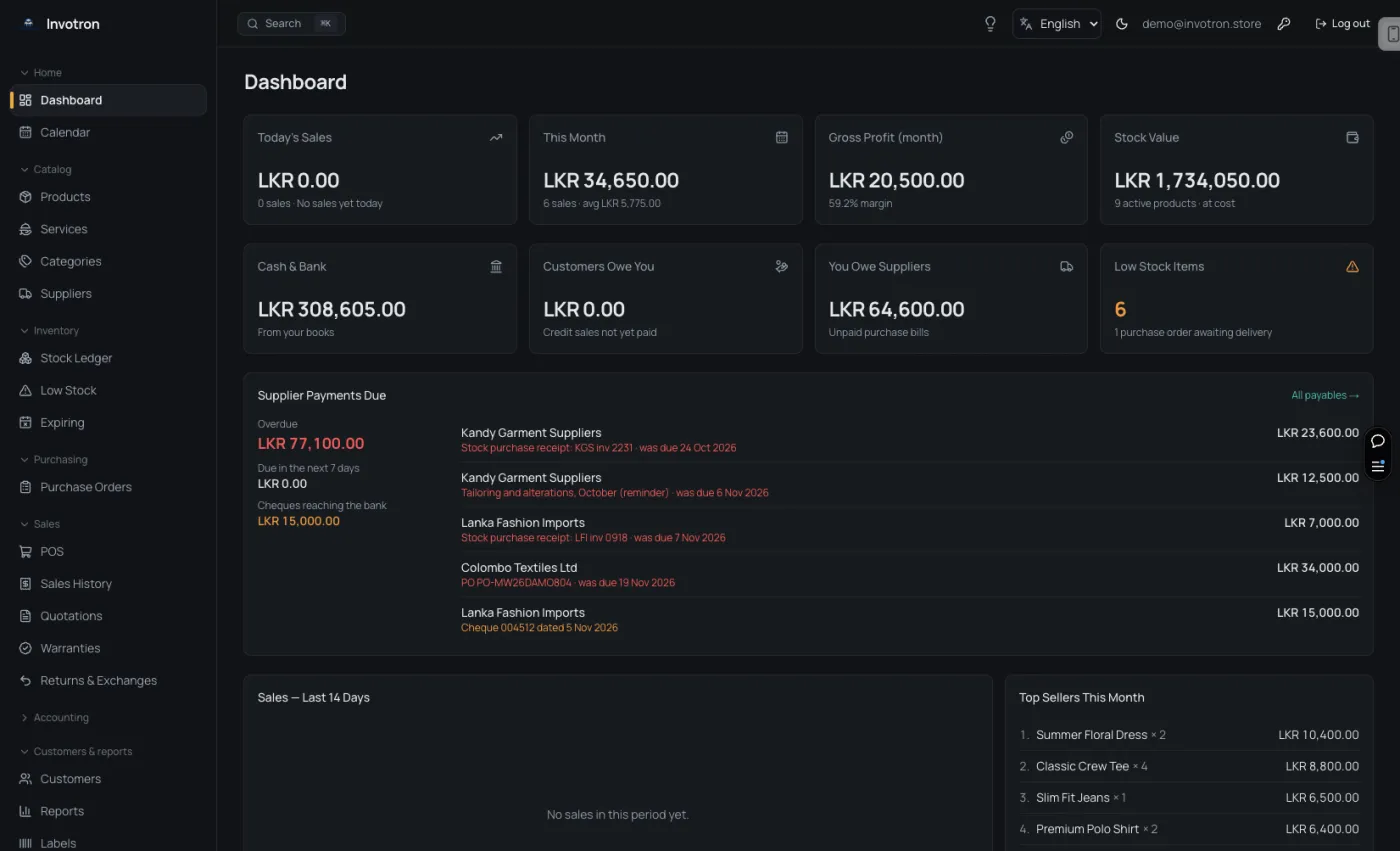 Invotron
Search ⌘K
English
demo@invotron.store
Log out
Home
Dashboard
Calendar
Catalog
Products
Services
Categories
Suppliers
Inventory
Stock Ledger
Low Stock
Expiring
Purchasing
Purchase Orders
Sales
POS
Sales History
Quotations
Warranties
Returns & Exchanges
Accounting
Customers & reports
Customers
Reports
Labels
Dashboard
Today's Sales
LKR 0.00
0 sales · No sales yet today
This Month
LKR 34,650.00
6 sales · avg LKR 5,775.00
Gross Profit (month)
LKR 20,500.00
59.2% margin
Stock Value
LKR 1,734,050.00
9 active products · at cost
Cash & Bank
LKR 308,605.00
From your books
Customers Owe You
LKR 0.00
Credit sales not yet paid
You Owe Suppliers
LKR 64,600.00
Unpaid purchase bills
Low Stock Items
6
1 purchase order awaiting delivery
Supplier Payments Due
All payables →
Overdue
LKR 77,100.00
Due in the next 7 days
LKR 0.00
Cheques reaching the bank
LKR 15,000.00
Kandy Garment Suppliers LKR 23,600.00
Stock purchase receipt: KGS inv 2231 · was due 24 Oct 2026
Kandy Garment Suppliers LKR 12,500.00
Tailoring and alterations, October (reminder) · was due 6 Nov 2026
Lanka Fashion Imports LKR 7,000.00
Stock purchase receipt: LFI inv 0918 · was due 7 Nov 2026
Colombo Textiles Ltd LKR 34,000.00
PO PO-MW26DAMO804 · was due 19 Nov 2026
Lanka Fashion Imports LKR 15,000.00
Cheque 004512 dated 5 Nov 2026
Sales — Last 14 Days
No sales in this period yet.
Top Sellers This Month
1. Summer Floral Dress × 2 LKR 10,400.00
2. Classic Crew Tee × 4 LKR 8,800.00
3. Slim Fit Jeans × 1 LKR 6,500.00
4. Premium Polo Shirt × 2 LKR 6,400.00